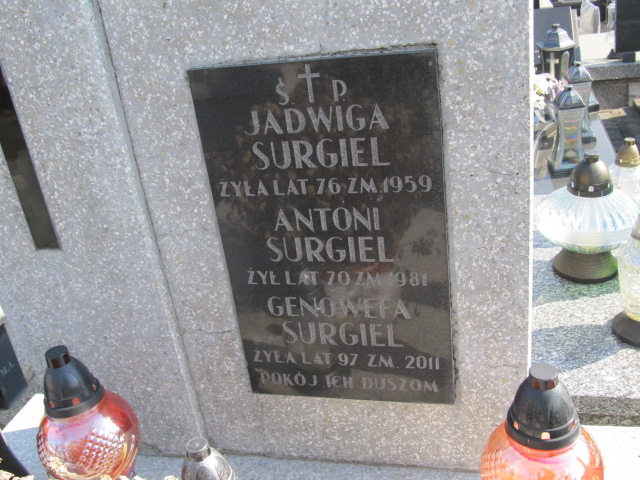 Ś. P.
JADWIGA
SURGIEL
ŻYŁA LAT 76 ZM. 1959
ANTONI
SURGIEL
ŻYŁ LAT 70 ZM. 1981
GENOWEFA
SURGIEL
ŻYŁA LAT 97 ZM. 2011
POKÓJ ICH DUSZOM